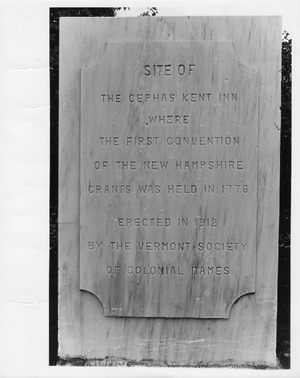 SITE OF
THE CEPHAS KENT INN
WHERE
THE FIRST CONVENTION
OF THE NEW HAMPSHIRE
GRANTS WAS HELD IN 1776
ERECTED IN 1912
BY THE VERMONT SOCIETY
OF COLONIAL DAMES